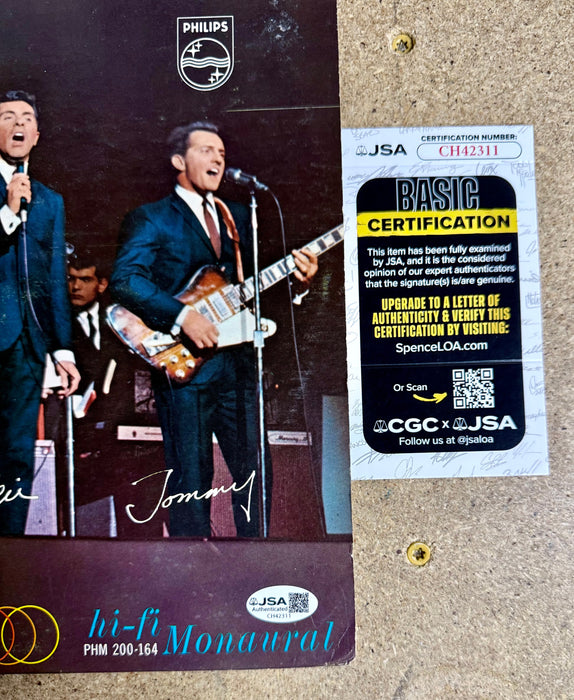 PHILIPS
Tommy
JSA
Authenticated
CH42311
hi-fi
Monaural
PHM 200-164
CERTIFICATION NUMBER:
JSA
CH42311
BASIC
CERTIFICATION
This item has been fully examined
by JSA, and it is the considered
opinion of our expert authenticators
that the signature(s) is/are genuine.
UPGRADE TO A LETTER OF
AUTHENTICITY & VERIFY THIS
CERTIFICATION BY VISITING:
SpenceLOA.com
Or Scan
CGC x JSA
Follow us at @jsaloa